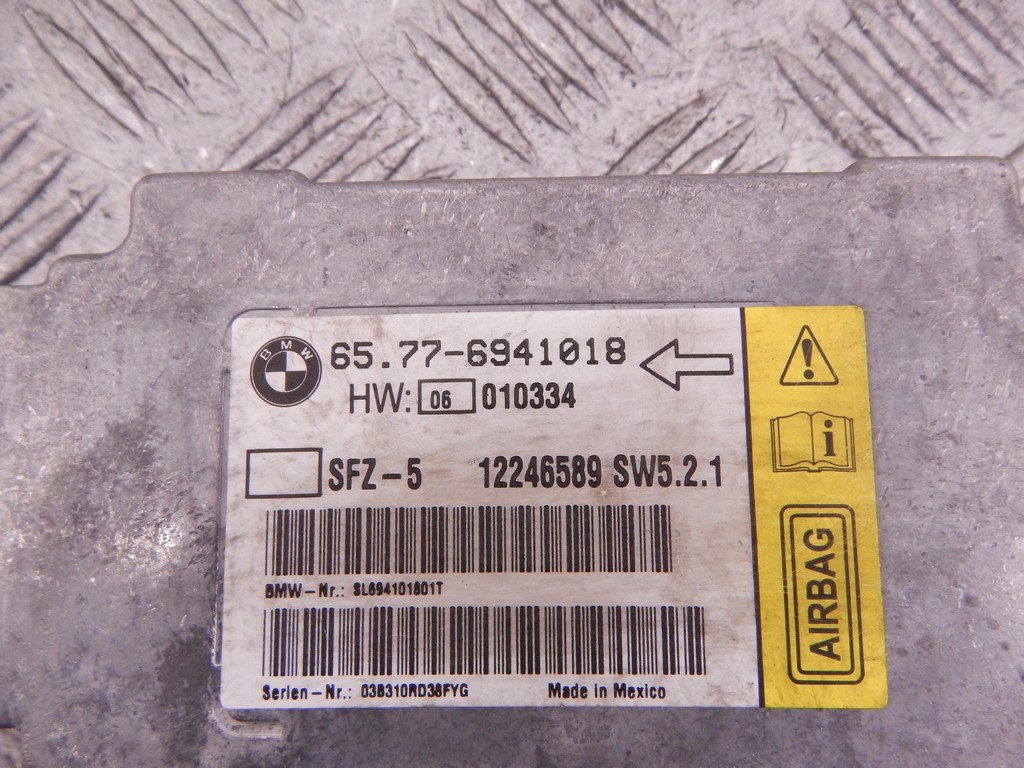 BMW
65.77-6941018
HW: 06 010334
SFZ-5 12246589 SW5.2.1
BMW-Nr.: SL694101801T
Serien-Nr.: 03B310RD38FYG Made in Mexico
AIRBAG